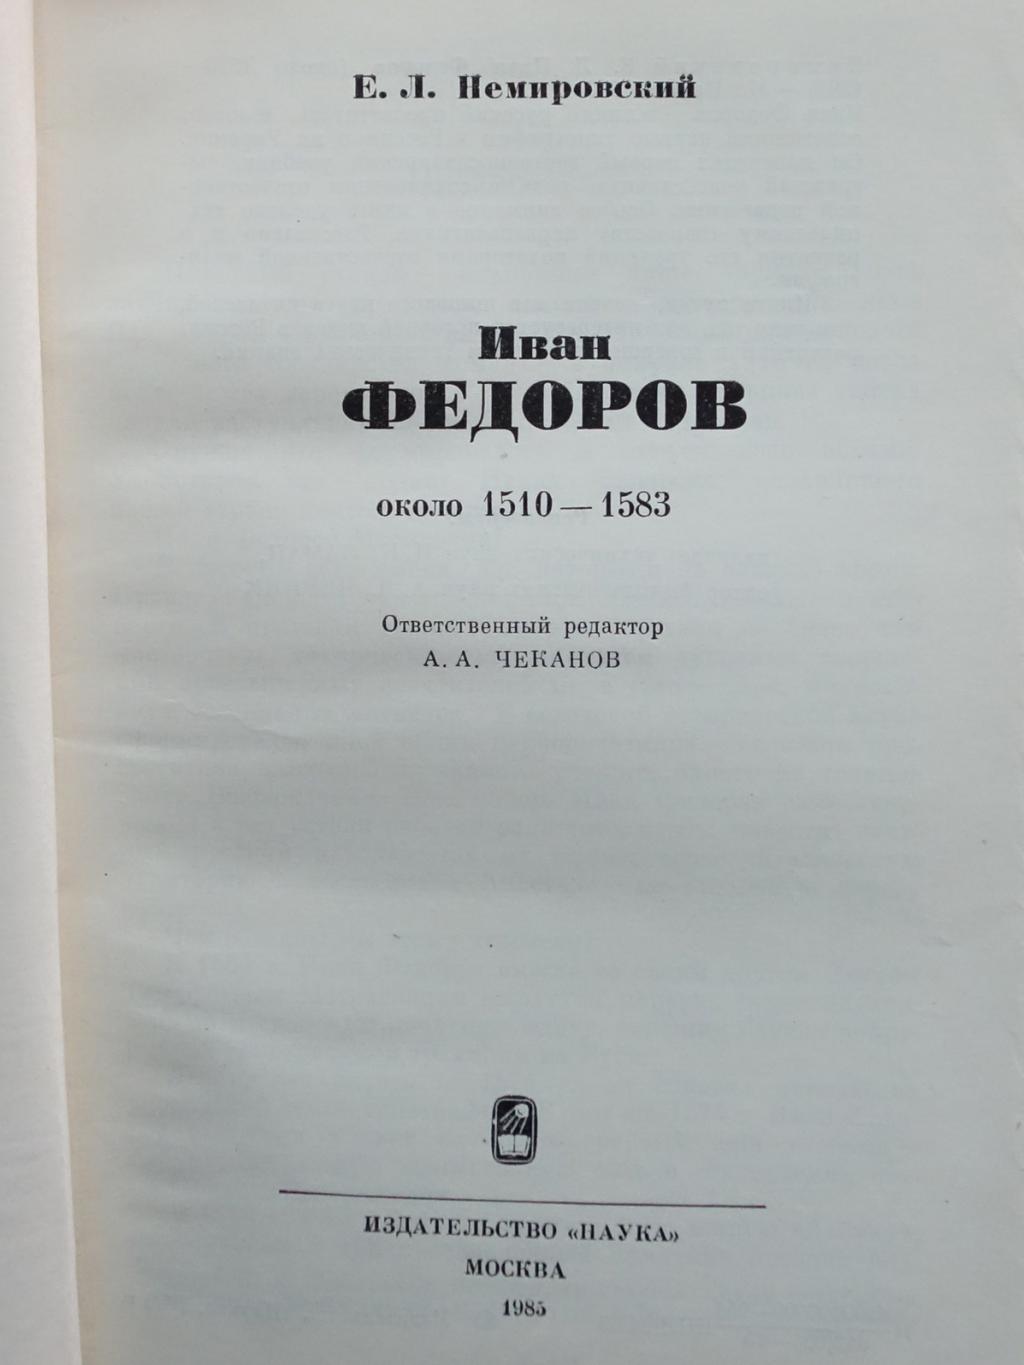 Е. Л. Немировский
Иван
ФЕДОРОВ
около 1510 — 1583
Ответственный редактор
А. А. ЧЕКАНОВ
ИЗДАТЕЛЬСТВО «НАУКА»
МОСКВА
1985